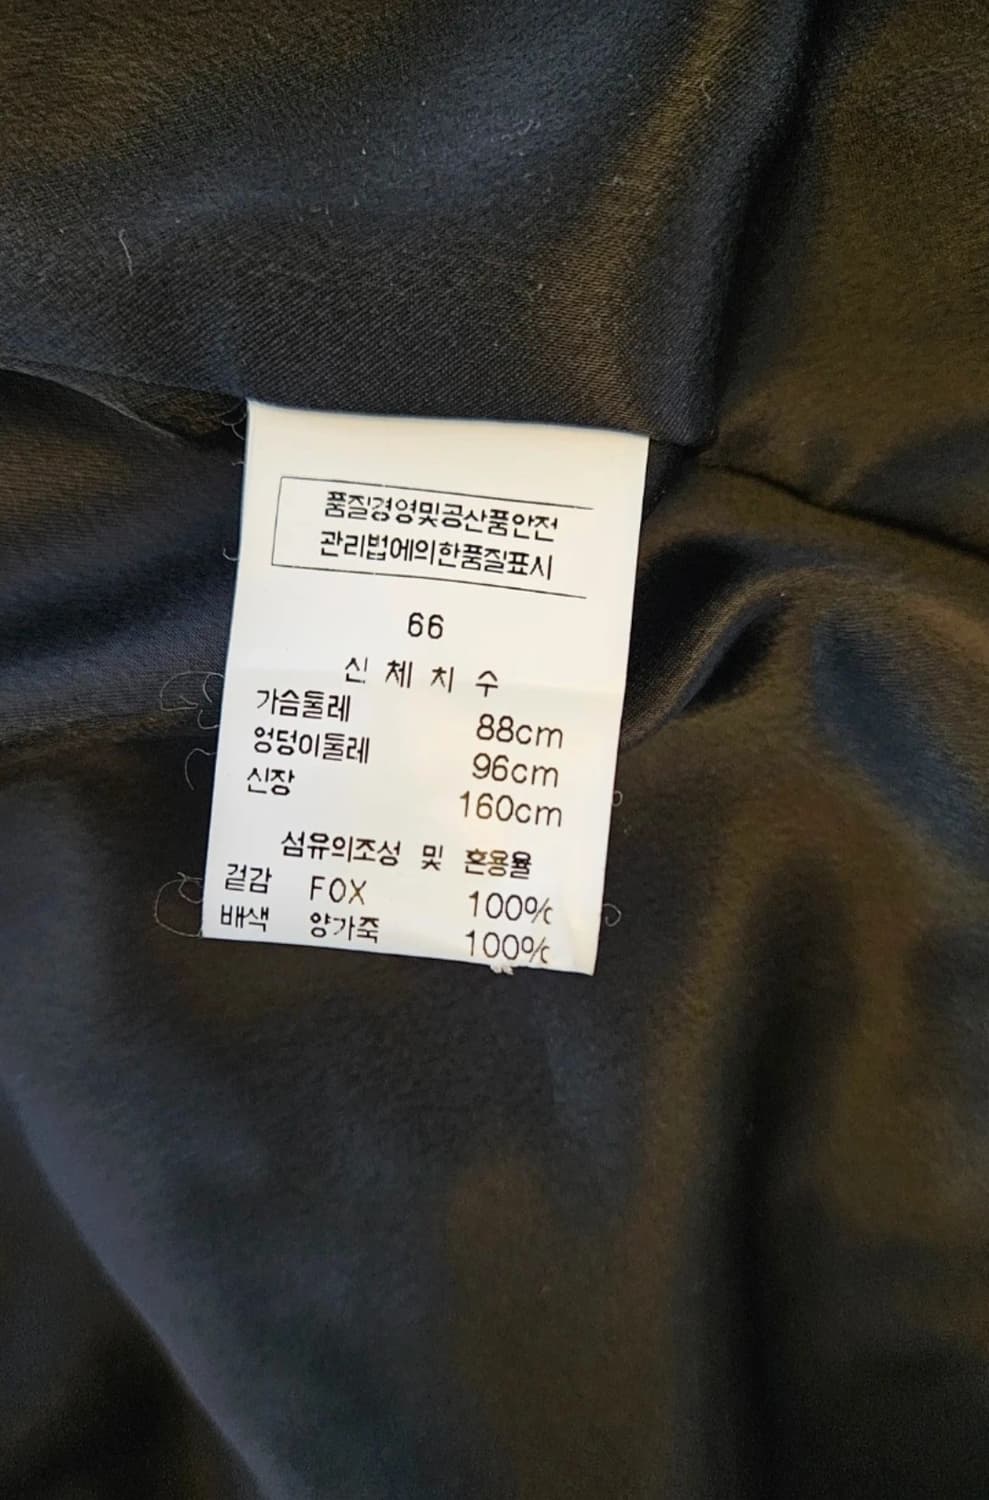 품질경영및공산품안전
관리법에의한품질표시
66
신 체 치 수
가슴둘레 88cm
엉덩이둘레 96cm
신장 160cm
섬유의조성 및 혼용율
겉감 FOX 100%
배색 양가죽 100%